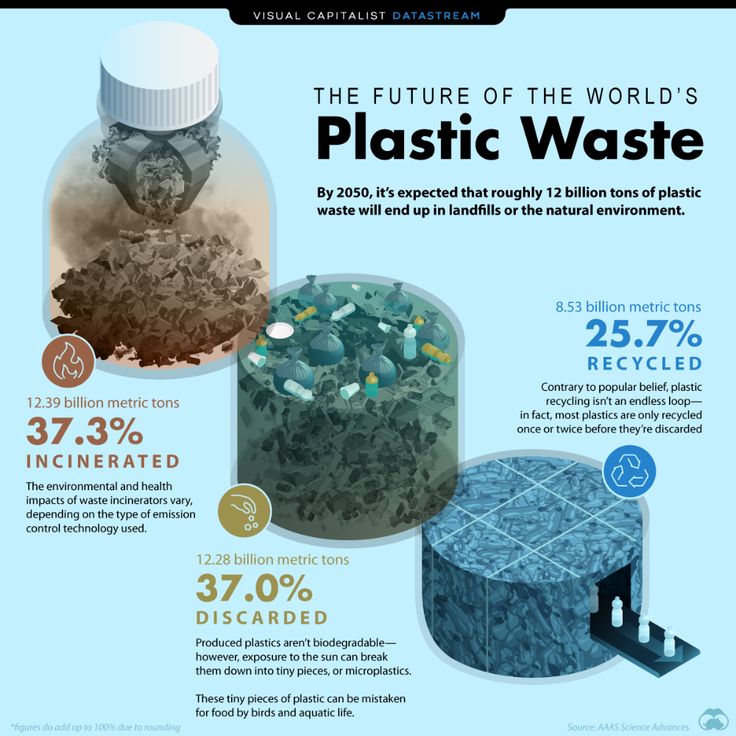 VISUAL CAPITALIST DATASTREAM
THE FUTURE OF THE WORLD'S
Plastic Waste
By 2050, it's expected that roughly 12 billion tons of plastic
waste will end up in landfills or the natural environment.
8.53 billion metric tons
25.7%
RECYCLED
Contrary to popular belief, plastic
recycling isn't an endless loop—
in fact, most plastics are only recycled
once or twice before they're discarded
12.39 billion metric tons
37.3%
INCINERATED
The environmental and health
impacts of waste incinerators vary,
depending on the type of emission
control technology used.
12.28 billion metric tons
37.0%
DISCARDED
Produced plastics aren't biodegradable—
however, exposure to the sun can break
them down into tiny pieces, or microplastics.
These tiny pieces of plastic can be mistaken
for food by birds and aquatic life.
*figures do add up to 100% due to rounding
Source: AAAS Science Advances